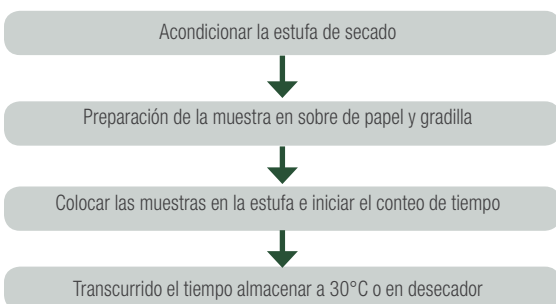 Acondicionar la estufa de secado
Preparación de la muestra en sobre de papel y gradilla
Colocar las muestras en la estufa e iniciar el conteo de tiempo
Transcurrido el tiempo almacenar a 30°C o en desecador